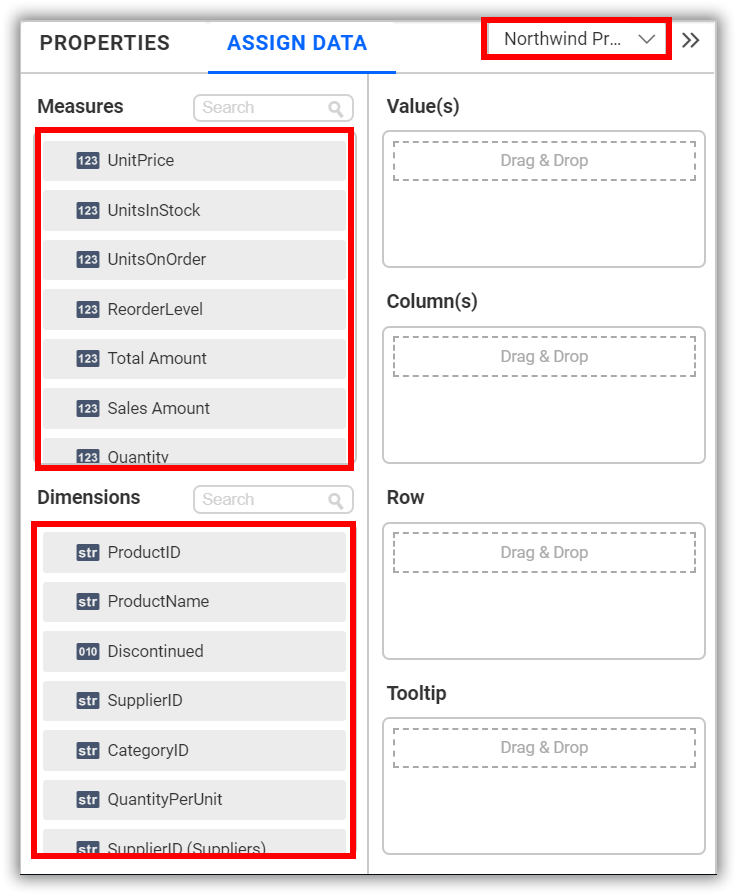 PROPERTIES
ASSIGN DATA
Northwind Pr...
Measures
Search
123 UnitPrice
123 UnitsInStock
123 UnitsOnOrder
123 ReorderLevel
123 Total Amount
123 Sales Amount
123 Quantity
Dimensions
Search
str ProductID
str ProductName
010 Discontinued
str SupplierID
str CategoryID
str QuantityPerUnit
str SupplierID (Suppliers)
Value(s)
Drag & Drop
Column(s)
Drag & Drop
Row
Drag & Drop
Tooltip
Drag & Drop